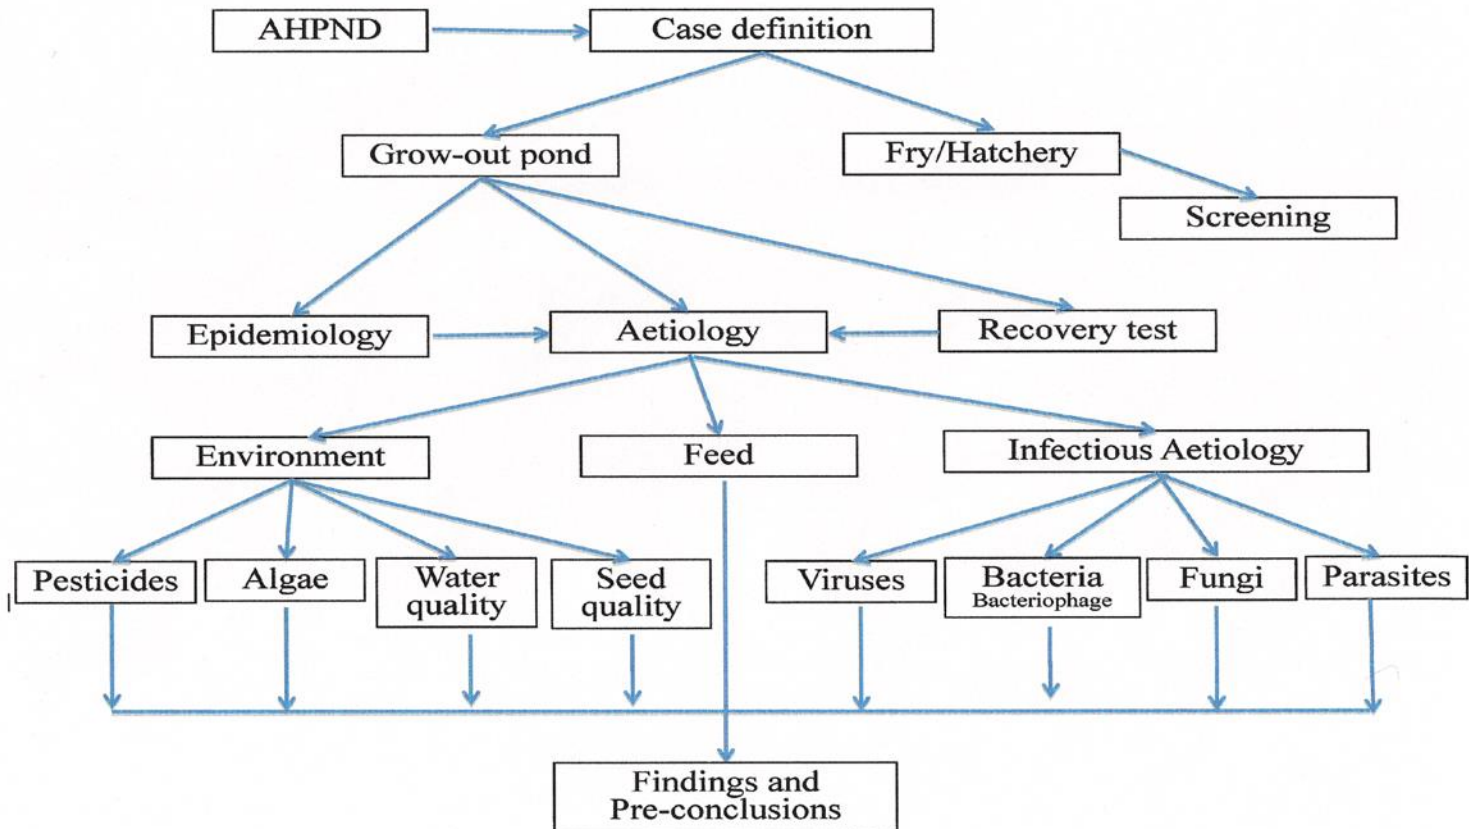 AHPND
Case definition
Grow-out pond
Fry/Hatchery
Screening
Epidemiology
Aetiology
Recovery test
Environment
Feed
Infectious Aetiology
Pesticides
Algae
Water
quality
Seed
quality
Viruses
Bacteria
Bacteriophage
Fungi
Parasites
Findings and
Pre-conclusions